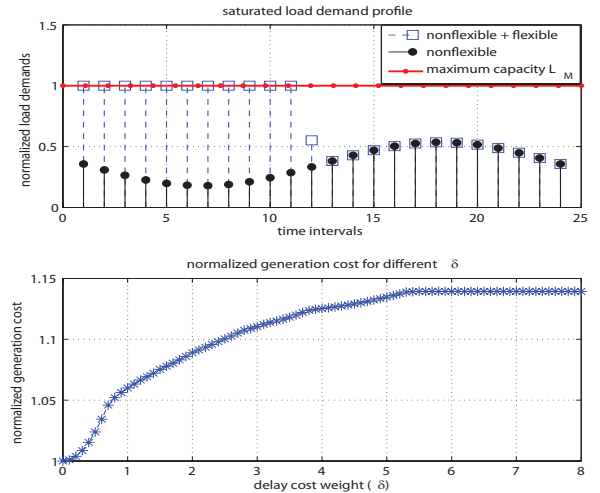 saturated load demand profile
1.5
1
0.5
0
normalized load demands
nonflexible + flexible
nonflexible
maximum capacity L M
0 5 10 15 20 25
time intervals
normalized generation cost for different δ
1.15
1.1
1.05
1
normalized generation cost
0 1 2 3 4 5 6 7 8
delay cost weight ( δ)